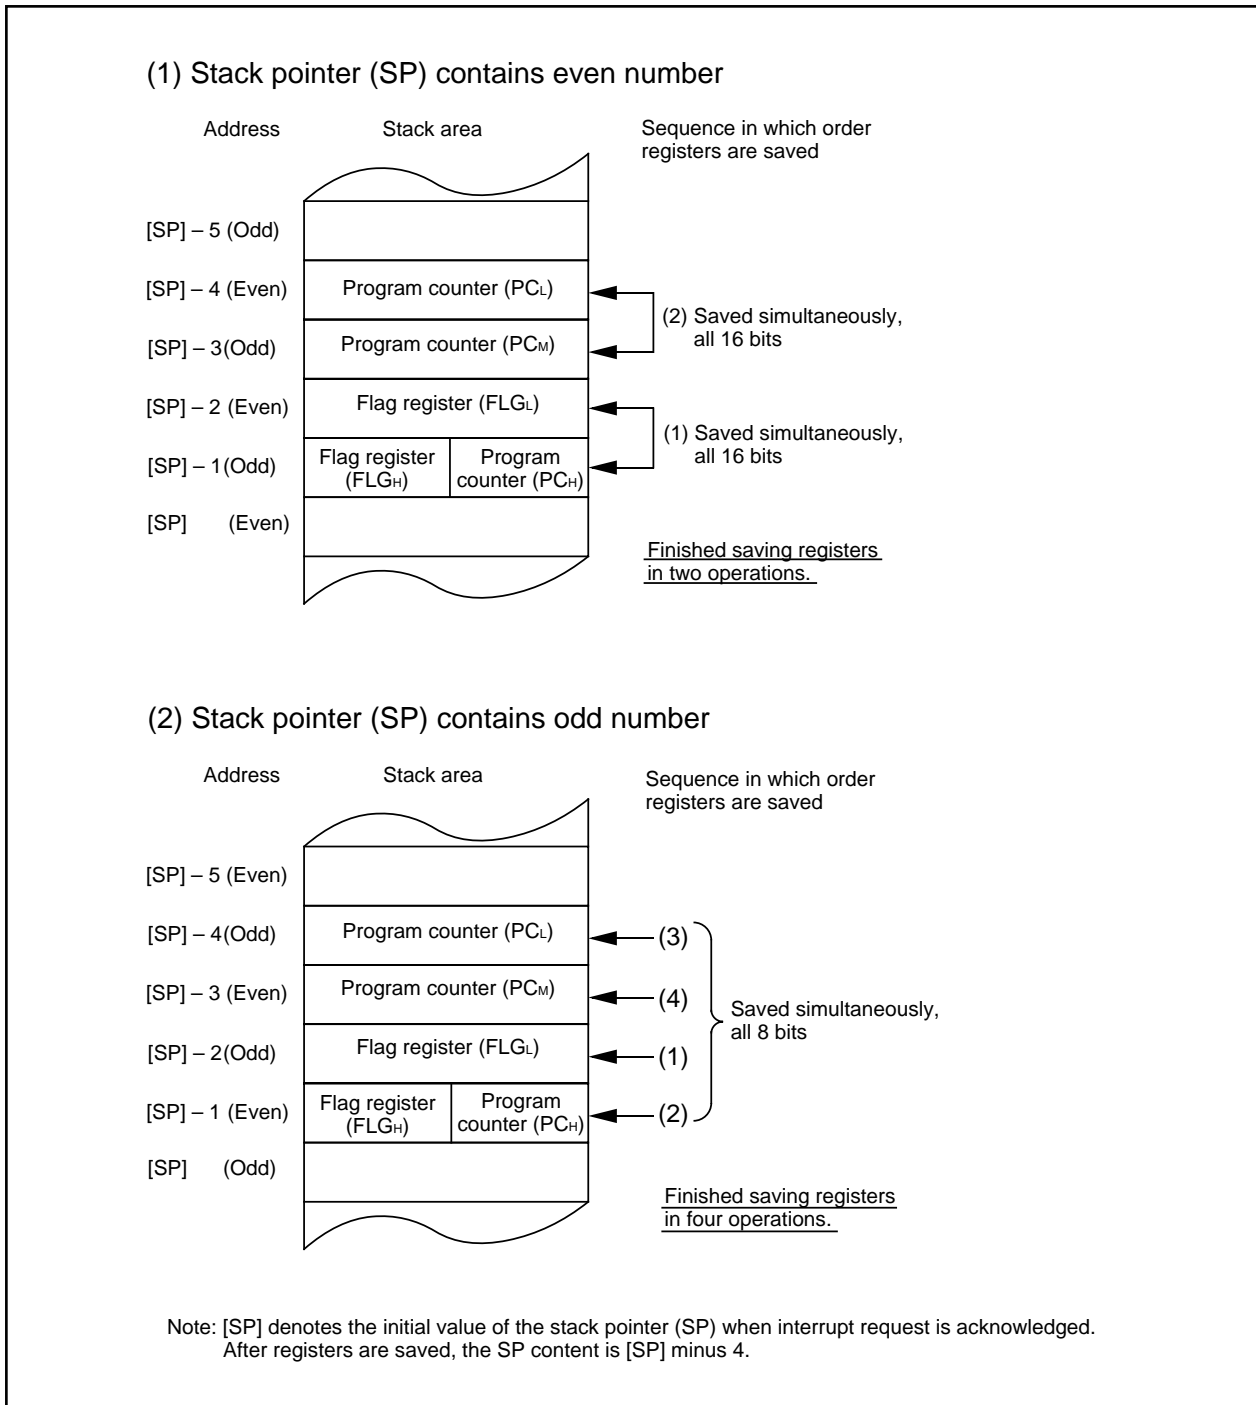 (1) Stack pointer (SP) contains even number
Address
Stack area
Sequence in which order
registers are saved
[SP] – 5 (Odd)
[SP] – 4 (Even)
Program counter (PCL)
[SP] – 3(Odd)
Program counter (PCM)
(2) Saved simultaneously,
all 16 bits
[SP] – 2 (Even)
Flag register (FLGL)
[SP] – 1(Odd)
Flag register
(FLGH)
Program
counter (PCH)
(1) Saved simultaneously,
all 16 bits
[SP] (Even)
Finished saving registers
in two operations.
(2) Stack pointer (SP) contains odd number
Address
Stack area
Sequence in which order
registers are saved
[SP] – 5 (Even)
[SP] – 4(Odd)
Program counter (PCL)
(3)
[SP] – 3 (Even)
Program counter (PCM)
(4)
Saved simultaneously,
all 8 bits
[SP] – 2(Odd)
Flag register (FLGL)
(1)
[SP] – 1 (Even)
Flag register
(FLGH)
Program
counter (PCH)
(2)
[SP] (Odd)
Finished saving registers
in four operations.
Note: [SP] denotes the initial value of the stack pointer (SP) when interrupt request is acknowledged.
After registers are saved, the SP content is [SP] minus 4.